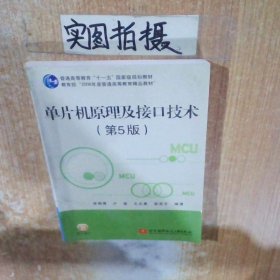 实图拍摄
普通高等教育“十一五”国家级规划教材
教育部“2008年度普通高等教育精品教材”
单片机原理及接口技术
（第5版）
MCU
MCU
MCU
编著